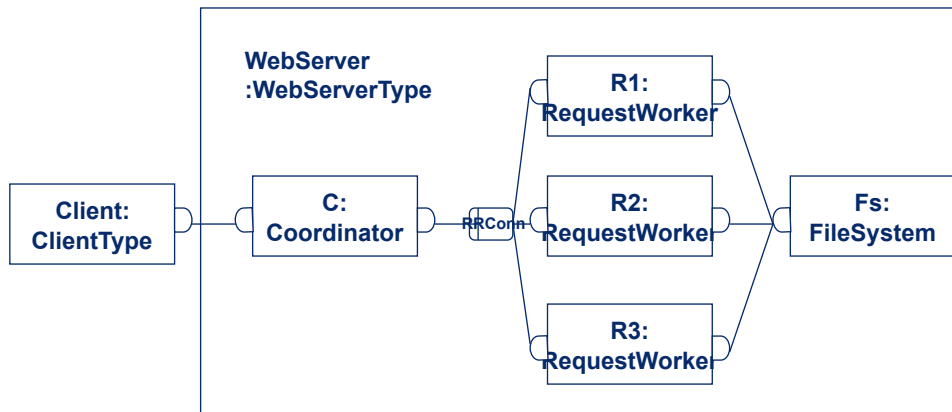 WebServer
:WebServerType
R1:
RequestWorker
Client:
ClientType
C:
Coordinator
RRConn
R2:
RequestWorker
Fs:
FileSystem
R3:
RequestWorker